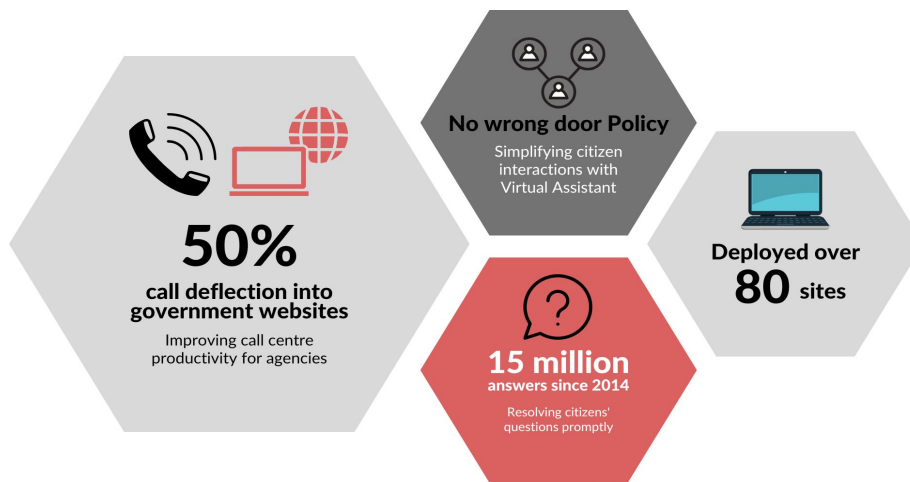 50%
call deflection into
government websites
Improving call centre
productivity for agencies
No wrong door Policy
Simplifying citizen
interactions with
Virtual Assistant
?
15 million
answers since 2014
Resolving citizens'
questions promptly
Deployed over
80 sites